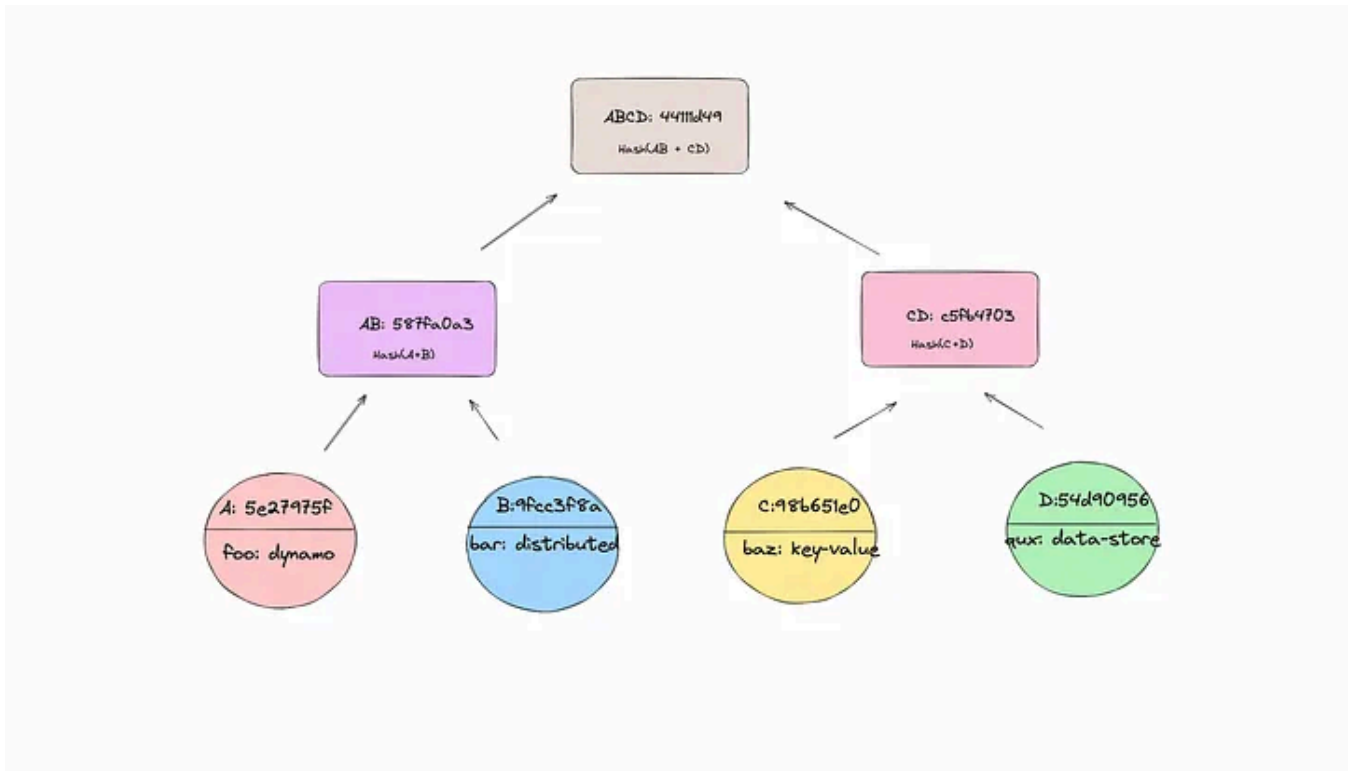 ABCD: 44111d49
Hash(AB + CD)
AB: 587fa0a3
Hash(A+B)
CD: c5fb4703
Hash(C+D)
A: 5e27975f
foo: dynamo
B:9fcc3f8a
bar: distributed
C:98b651e0
baz: key-value
D:54d90956
qux: data-store